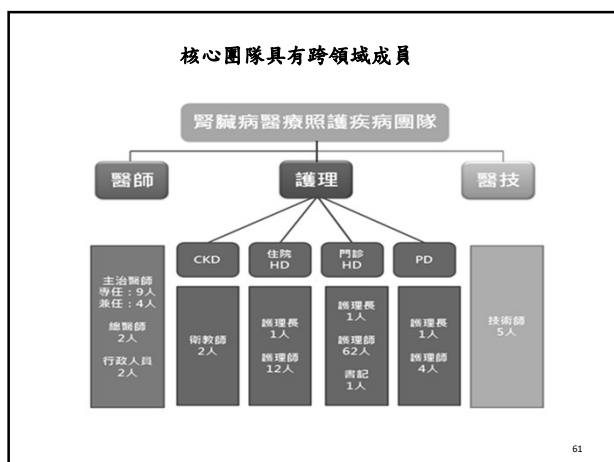 核心團隊具有跨領域成員
腎臟病醫療照護疾病團隊
醫師
護理
醫技
CKD
住院
HD
門診
HD
PD
主治醫師
專任：9人
兼任：4人
總醫師
2人
行政人員
2人
衛教師
2人
護理長
1人
護理師
12人
護理長
1人
護理師
62人
書記
1人
護理長
1人
護理師
4人
技術師
5人
61